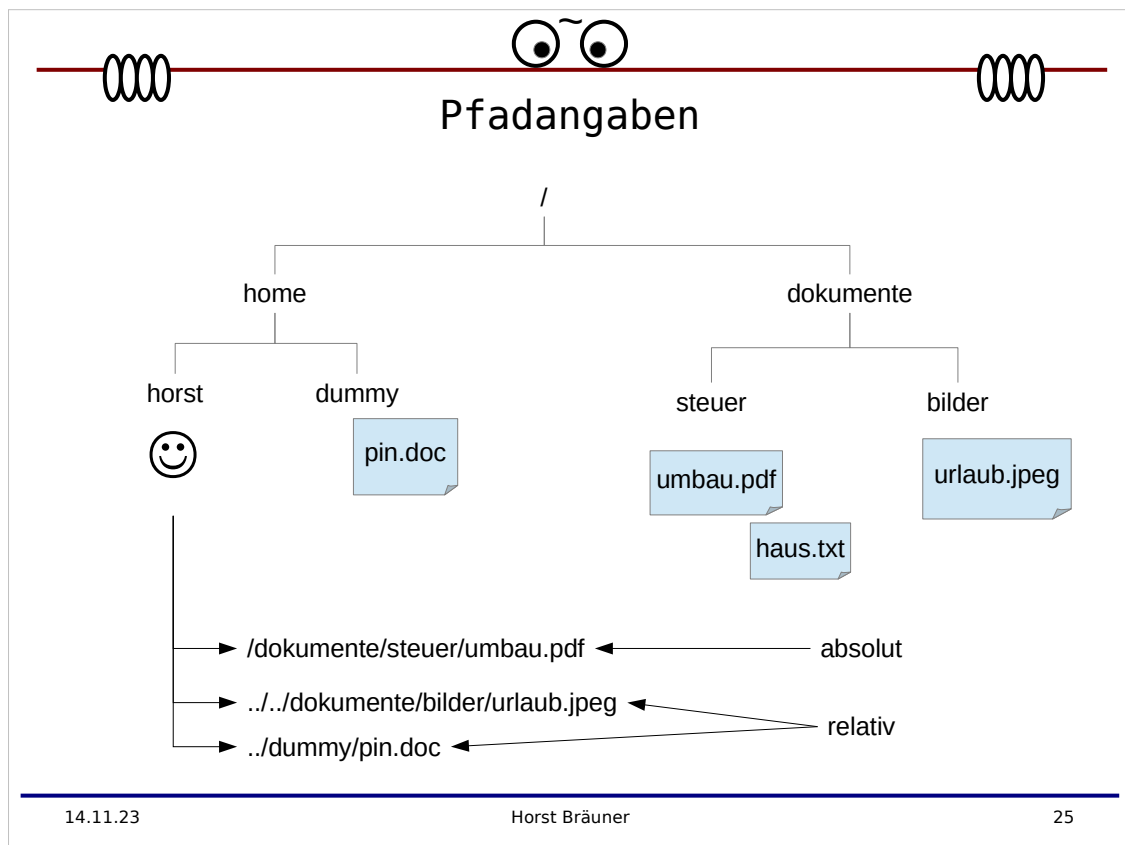 ~
Pfadangaben
/
home dokumente
horst dummy
steuer bilder
pin.doc
umbau.pdf
urlaub.jpeg
haus.txt
/dokumente/steuer/umbau.pdf absolut
../../dokumente/bilder/urlaub.jpeg
relativ
../dummy/pin.doc
14.11.23 Horst Bräuner 25